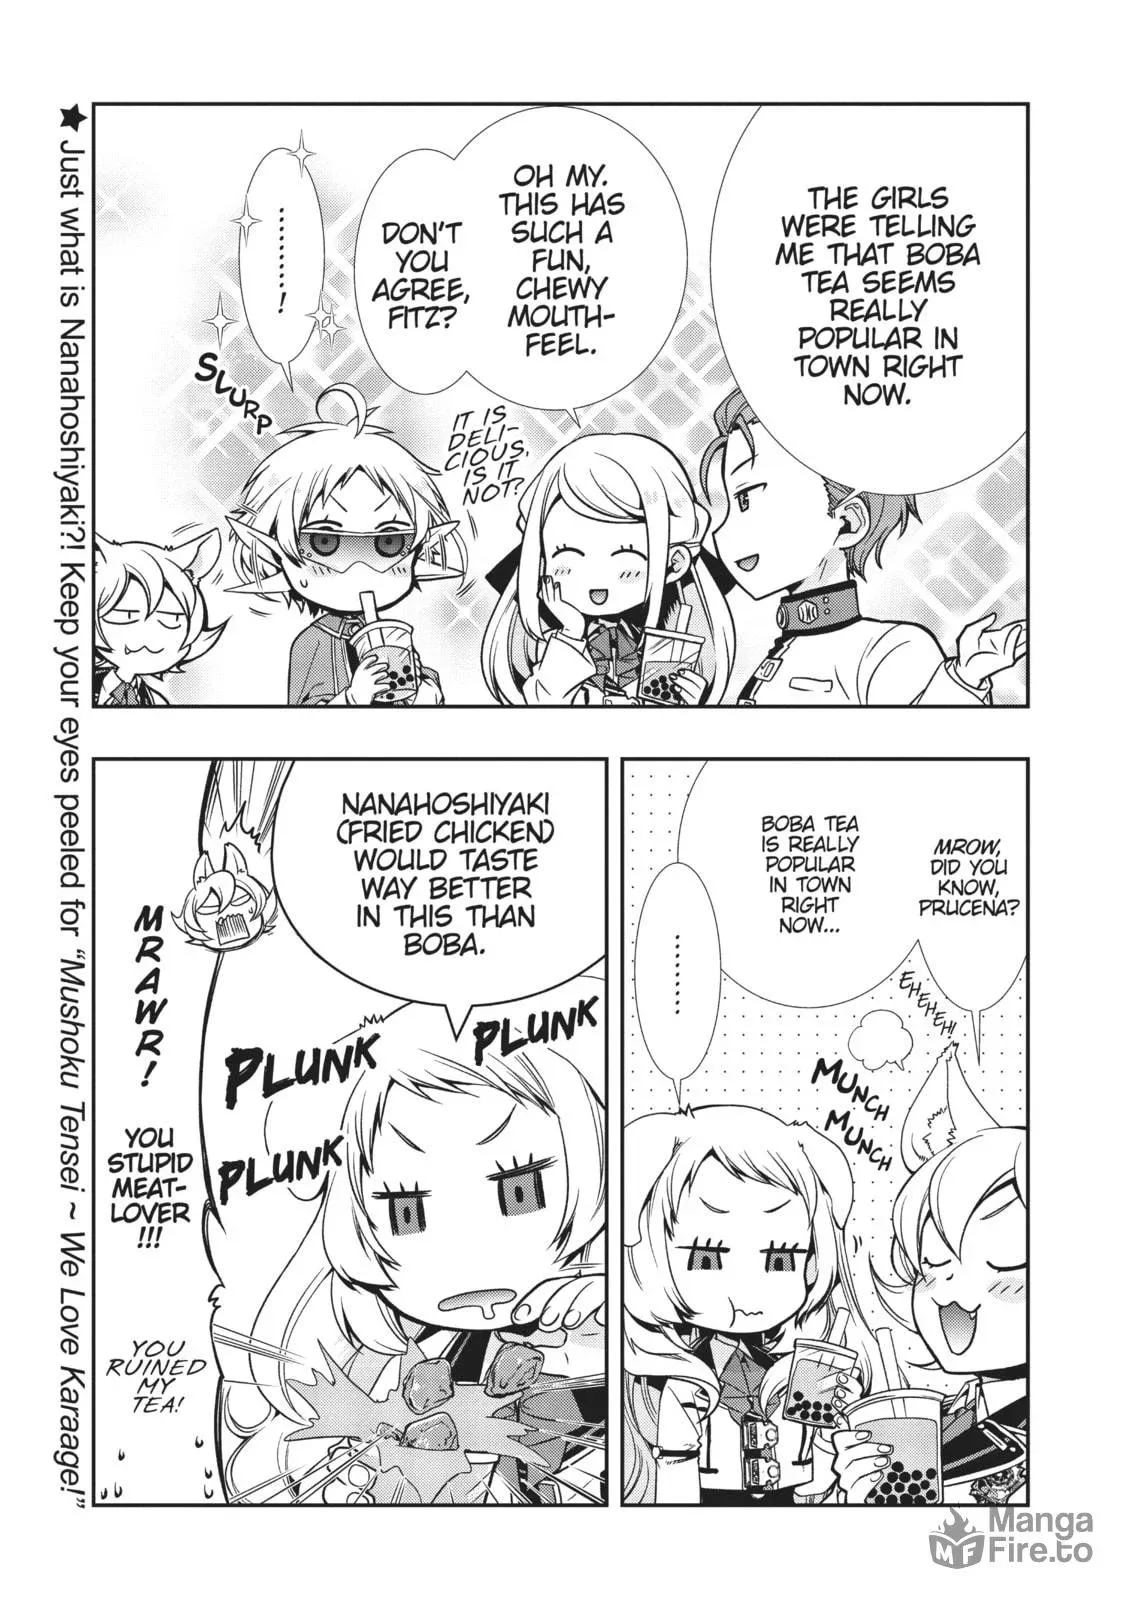 THE GIRLS
WERE TELLING
ME THAT BOBA
TEA SEEMS
REALLY
POPULAR IN
TOWN RIGHT
NOW.
OH MY.
THIS HAS
SUCH A
FUN,
CHEWY
MOUTH-
FEEL.
DON'T
YOU
AGREE,
FITZ?
IT IS
DELI-
CIOUS,
IS IT
NOT?
.........!
SLURP
MROW,
DID YOU
KNOW,
PRUCENA?
BOBA TEA
IS REALLY
POPULAR
IN TOWN
RIGHT
NOW...
EHEHEH!
.........
MUNCH
MUNCH
NANAHOSHIYAKI
(FRIED CHICKEN)
WOULD TASTE
WAY BETTER
IN THIS THAN
BOBA.
PLUNK
PLUNK
PLUNK
MRAWR!
YOU
STUPID
MEAT-
LOVER
!!!
YOU
RUINED
MY
TEA!
★ Just what is Nanahoshiyaki?! Keep your eyes peeled for "Mushoku Tensei ~ We Love Karaage!"
MF
Manga
Fire.to